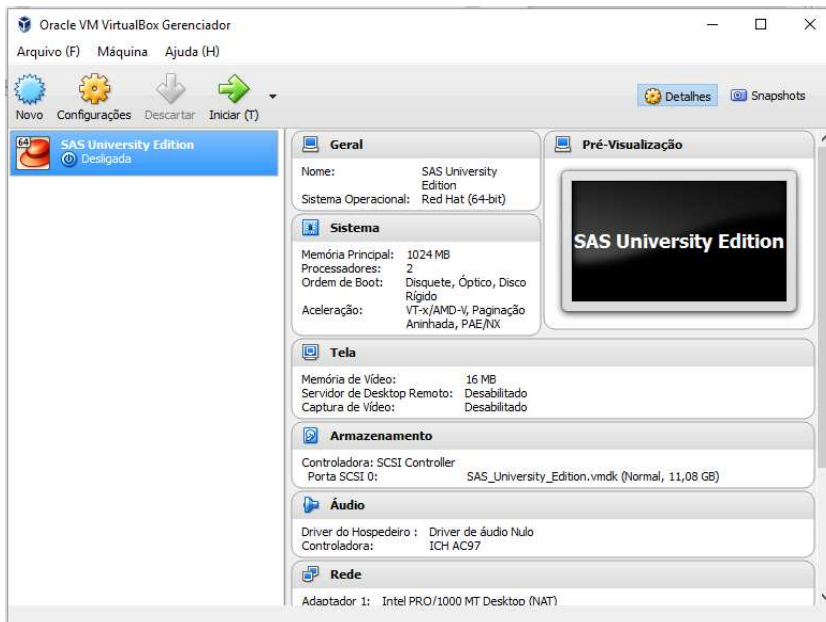 Oracle VM VirtualBox Gerenciador
Arquivo (F) Máquina Ajuda (H)
Novo Configurações Descartar Iniciar (T) Detalhes Snapshots
64 SAS University Edition
Desligada
Geral
Nome: SAS University
Edition
Sistema Operacional: Red Hat (64-bit)
Sistema
Memória Principal: 1024 MB
Processadores: 2
Ordem de Boot: Disquete, Óptico, Disco
Rígido
Aceleração: VT-x/AMD-V, Paginação
Aninhada, PAE/NX
Pré-Visualização
SAS University Edition
Tela
Memória de Vídeo: 16 MB
Servidor de Desktop Remoto: Desabilitado
Captura de Vídeo: Desabilitado
Armazenamento
Controladora: SCSI Controller
Porta SCSI 0: SAS_University_Edition.vmdk (Normal, 11,08 GB)
Áudio
Driver do Hospedeiro : Driver de áudio Nulo
Controladora: ICH AC97
Rede
Adaptador 1: Intel PRO/1000 MT Desktop (NAT)